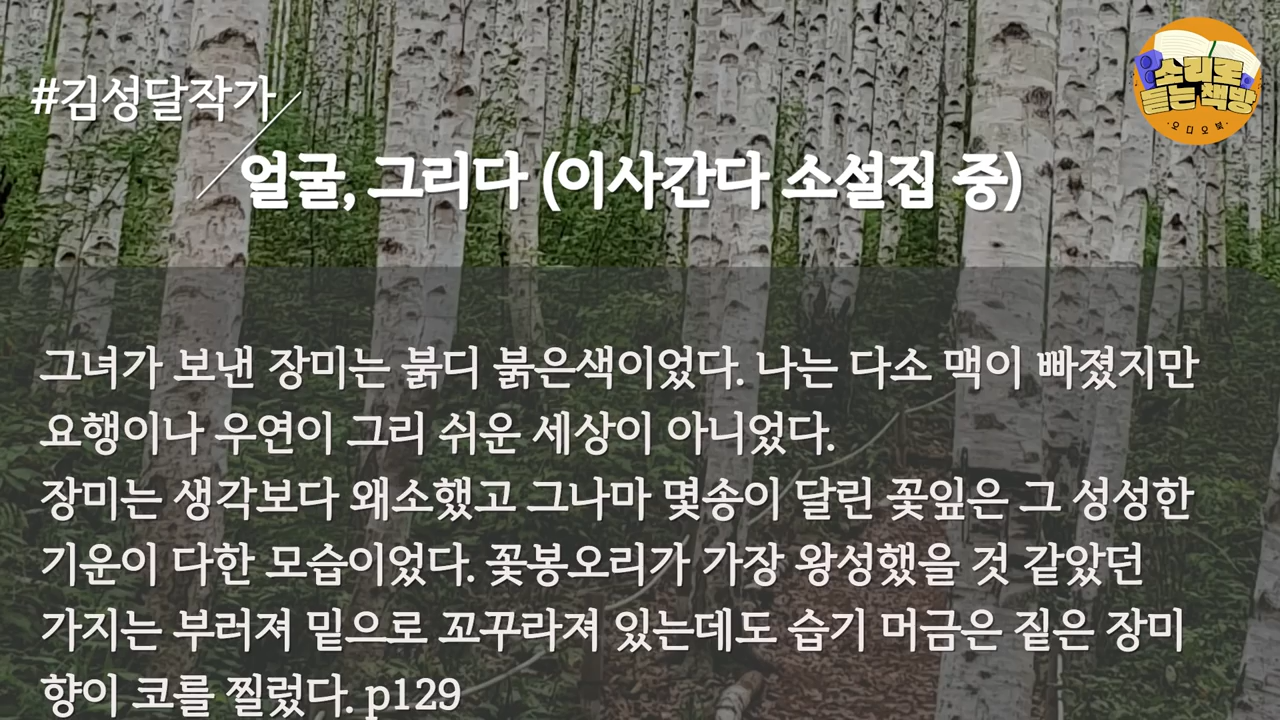 #김성달작가
소리로
듣는 책방
·오디오북·
얼굴, 그리다 (이사간다 소설집 중)
그녀가 보낸 장미는 붉디 붉은색이었다. 나는 다소 맥이 빠졌지만
요행이나 우연이 그리 쉬운 세상이 아니었다.
장미는 생각보다 왜소했고 그나마 몇송이 달린 꽃잎은 그 성성한
기운이 다한 모습이었다. 꽃봉오리가 가장 왕성했을 것 같았던
가지는 부러져 밑으로 꼬꾸라져 있는데도 습기 머금은 짙은 장미
향이 코를 찔렀다. p129